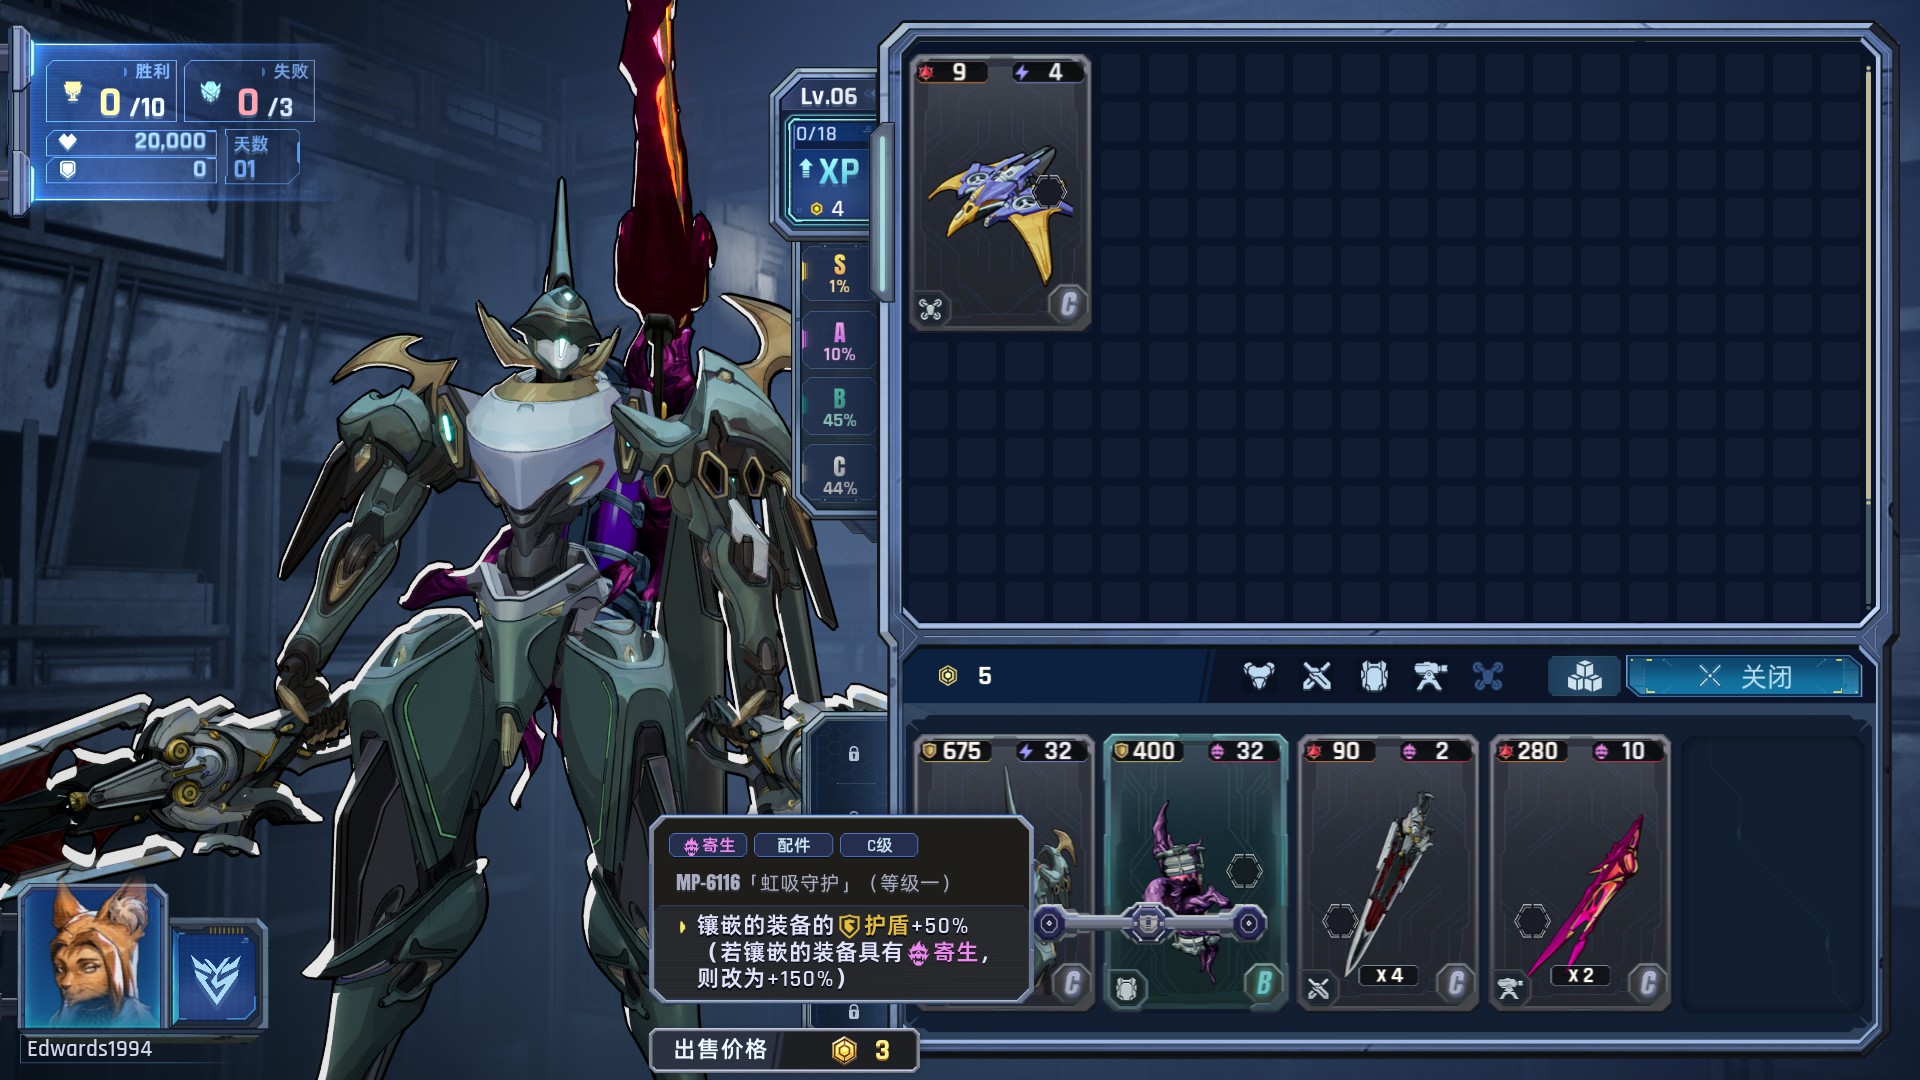 胜利
0/10
失败
0/3
20,000
天数
0
01
Lv.06
0/18
XP
4
S
1%
A
10%
B
45%
C
44%
9
4
C
5
关闭
675
32
C
400
32
B
90
2
x4
C
280
10
x2
C
寄生
配件
C级
MP-6116「虹吸守护」（等级一）
镶嵌的装备的护盾+50%
（若镶嵌的装备具有寄生，
则改为+150%）
出售价格
3
Edwards1994